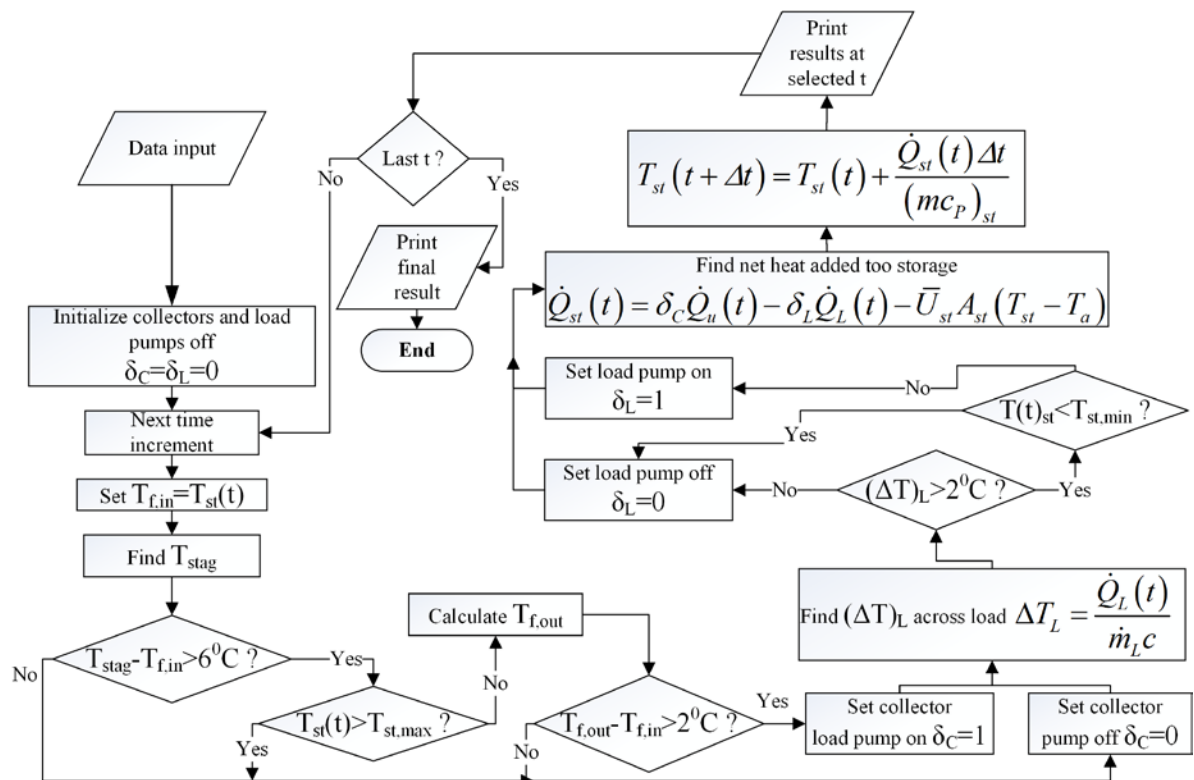 Data input
Initialize collectors and load
pumps off
δ_C=δ_L=0
Next time
increment
Set T_f,in=T_st(t)
Find T_stag
T_stag-T_f,in>6⁰C ?
No
Yes
T_st(t)>T_st,max ?
Yes
No
Calculate T_f,out
T_f,out-T_f,in>2⁰C ?
No
Yes
Set collector
load pump on δ_C=1
Set collector
pump off δ_C=0
Find (ΔT)_L across load ΔT_L = Q̇_L(t) / ṁ_L c
(ΔT)_L>2⁰C ?
No
Yes
T(t)_st<T_st,min ?
No
Yes
Set load pump on
δ_L=1
Set load pump off
δ_L=0
Find net heat added too storage
Q̇_st(t) = δ_C Q̇_u(t) − δ_L Q̇_L(t) − U̅_st A_st (T_st − T_a)
T_st(t + Δt) = T_st(t) + Q̇_st(t) Δt / (mc_P)_st
Print
results at
selected t
Last t ?
No
Yes
Print
final
result
End